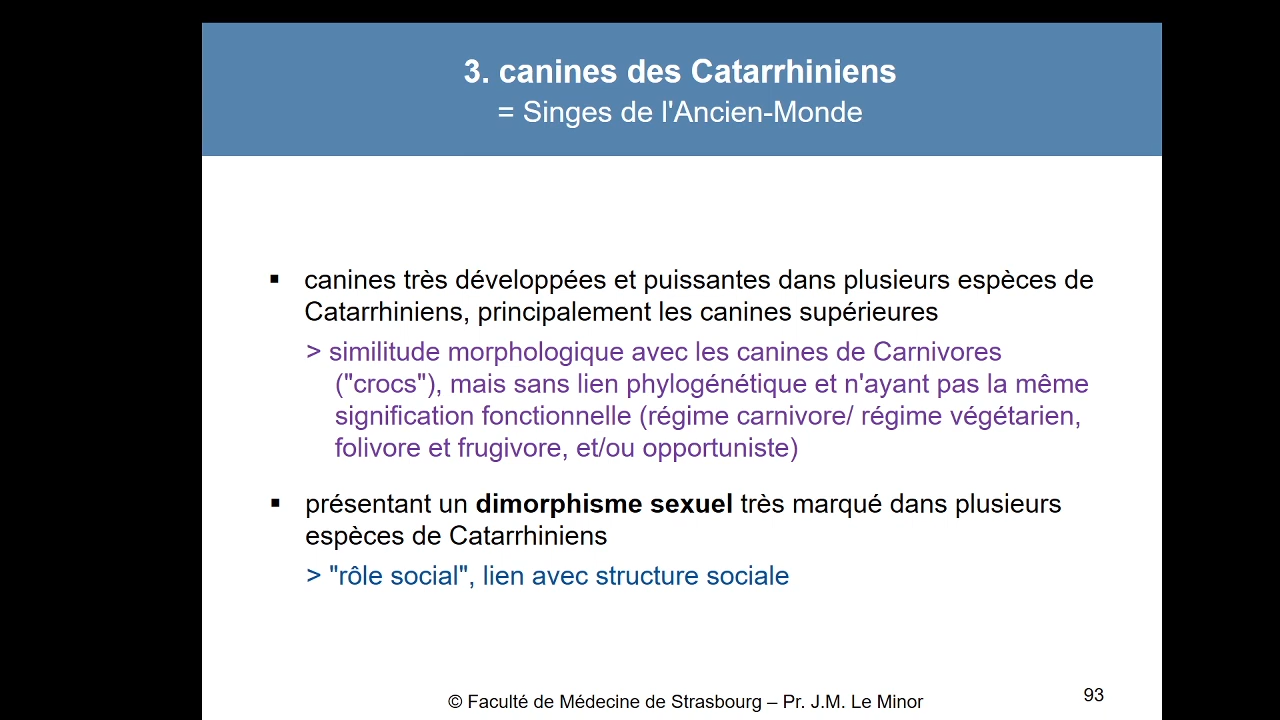 3. canines des Catarrhiniens
= Singes de l'Ancien-Monde
▪ canines très développées et puissantes dans plusieurs espèces de
Catarrhiniens, principalement les canines supérieures
> similitude morphologique avec les canines de Carnivores
("crocs"), mais sans lien phylogénétique et n'ayant pas la même
signification fonctionnelle (régime carnivore/ régime végétarien,
folivore et frugivore, et/ou opportuniste)
▪ présentant un dimorphisme sexuel très marqué dans plusieurs
espèces de Catarrhiniens
> "rôle social", lien avec structure sociale
© Faculté de Médecine de Strasbourg – Pr. J.M. Le Minor
93